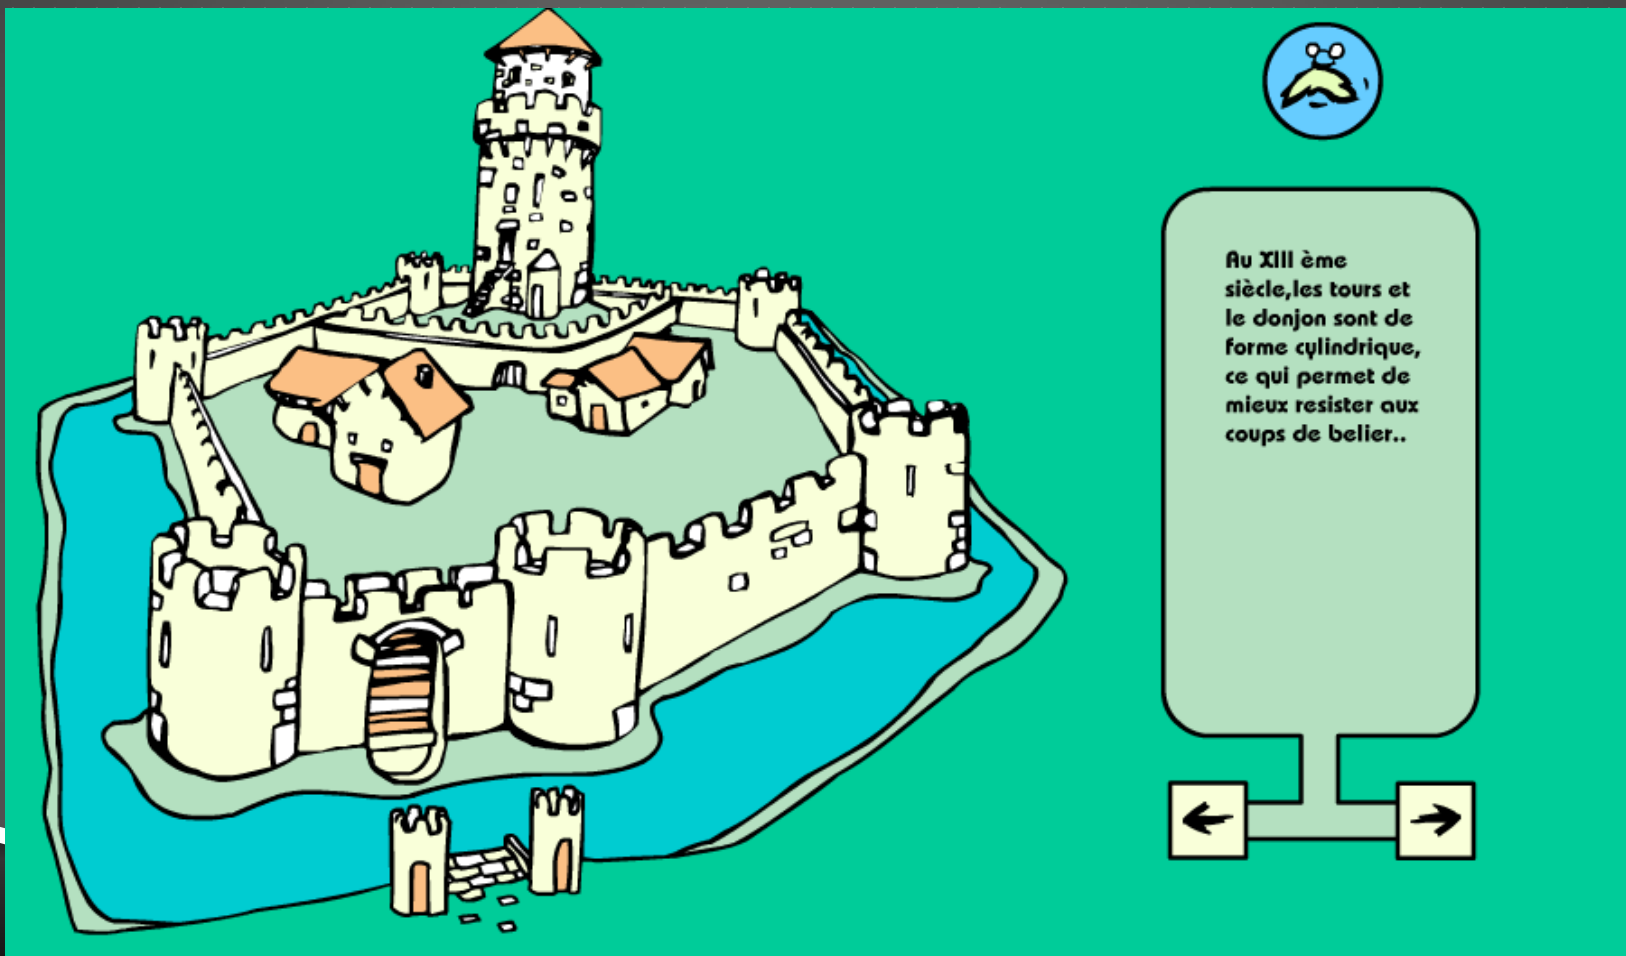 Au XIII ème
siècle,les tours et
le donjon sont de
forme cylindrique,
ce qui permet de
mieux resister aux
coups de belier..